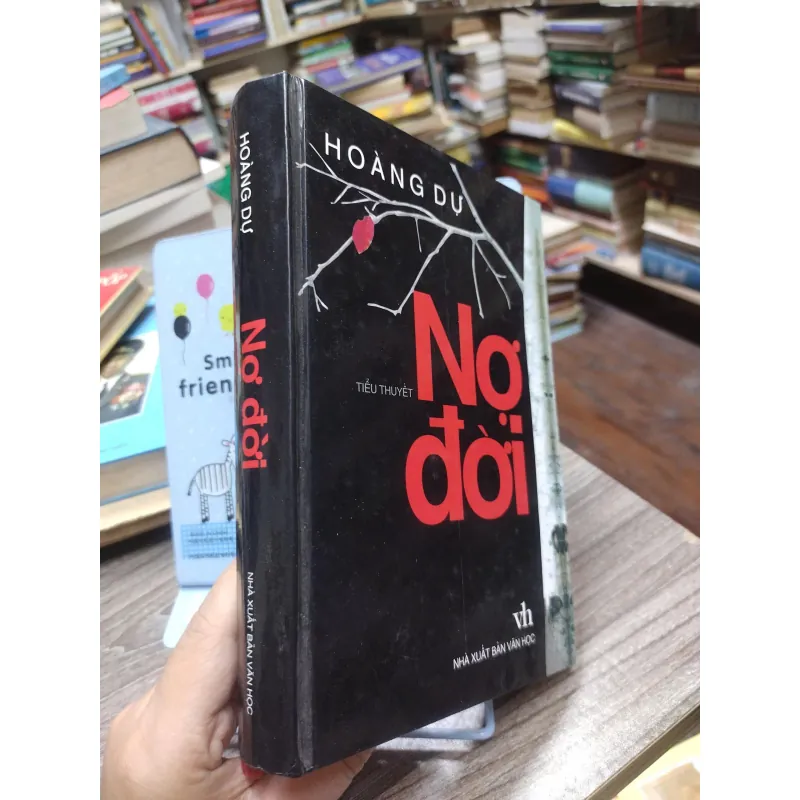 HOÀNG DỰ
Nợ đời
NHÀ XUẤT BẢN VĂN HỌC
HOÀNG DỰ
TIỂU THUYẾT
Nợ
đời
vh
NHÀ XUẤT BẢN VĂN HỌC
Sm
frien